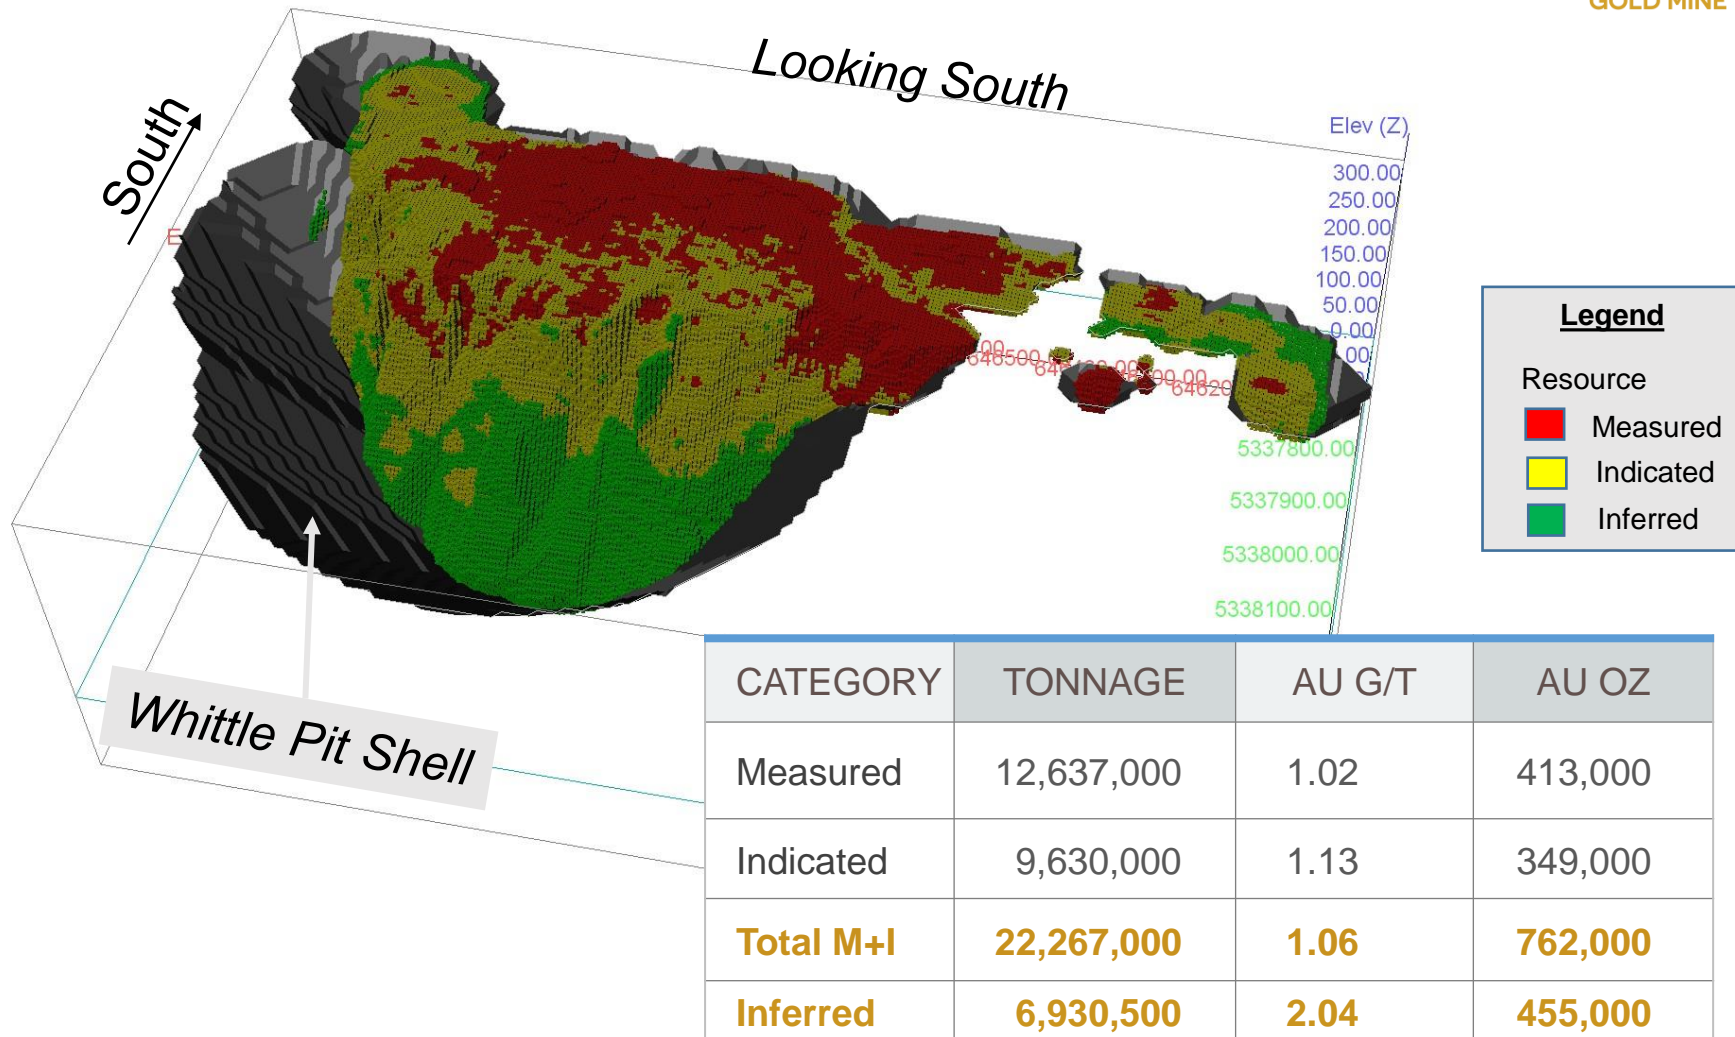 GOLD MINE
Looking South
South
Elev (Z)
300.00
250.00
200.00
150.00
100.00
50.00
0.00
E
5337800.00
5337900.00
5338000.00
5338100.00
Whittle Pit Shell
Legend
Resource
Measured
Indicated
Inferred
CATEGORY TONNAGE AU G/T AU OZ
Measured 12,637,000 1.02 413,000
Indicated 9,630,000 1.13 349,000
Total M+I 22,267,000 1.06 762,000
Inferred 6,930,500 2.04 455,000